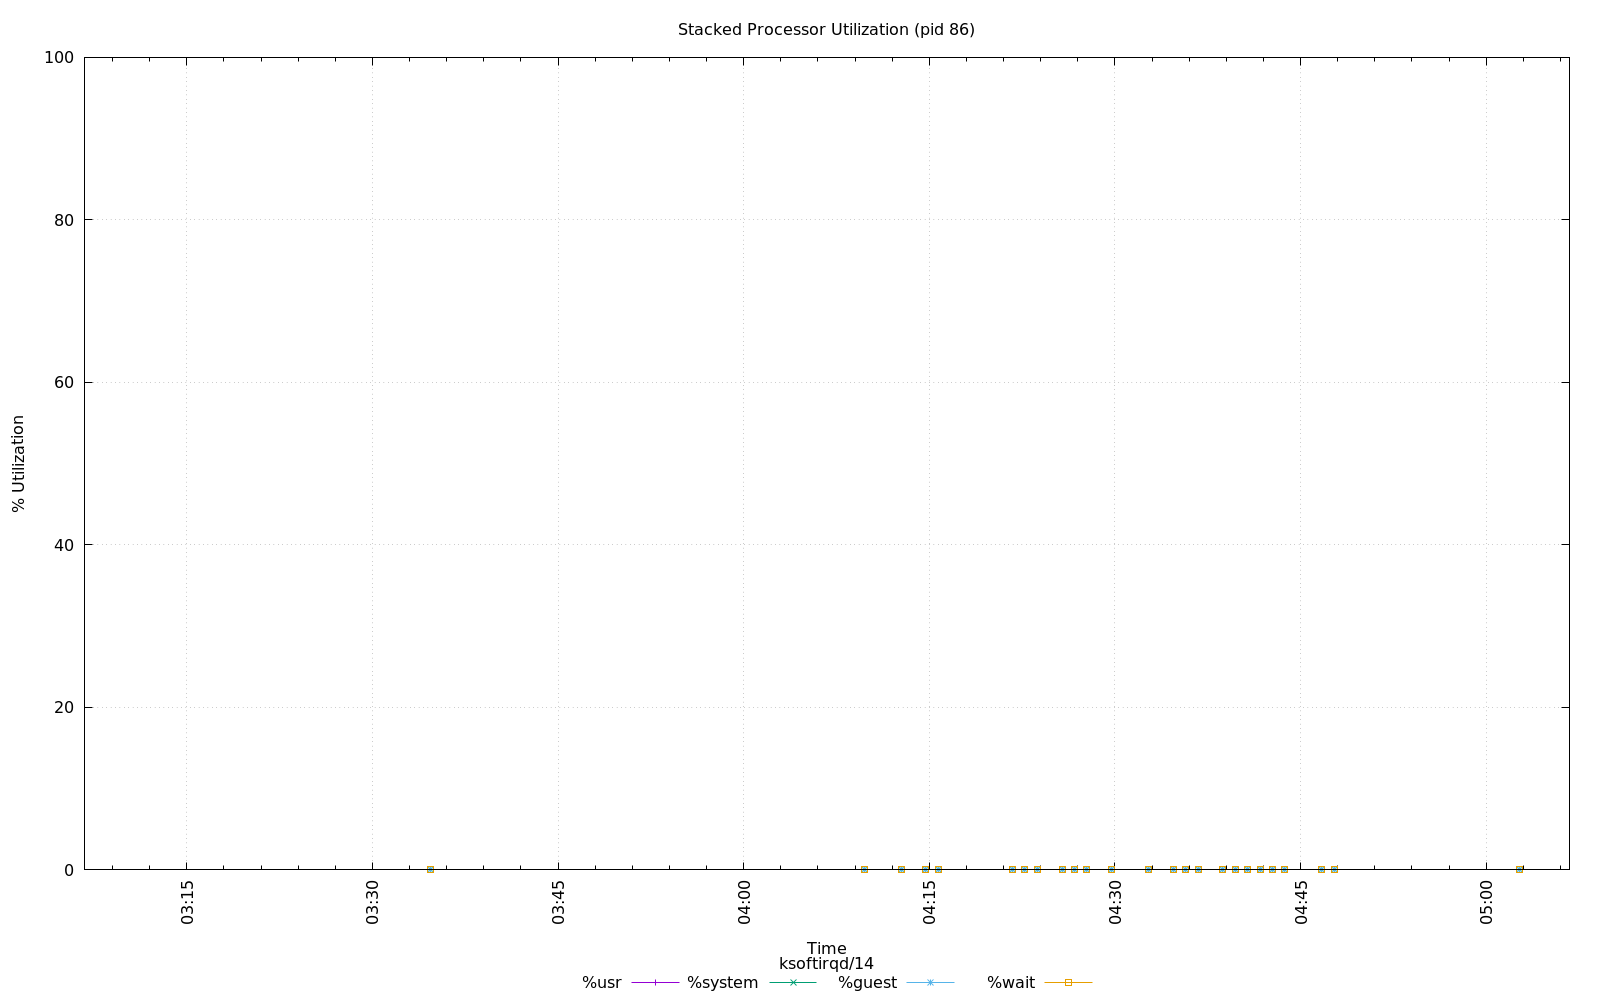 Stacked Processor Utilization (pid 86)
100
80
60
40
20
0
% Utilization
03:15
03:30
03:45
04:00
04:15
04:30
04:45
05:00
Time
ksoftirqd/14
%usr %system %guest %wait